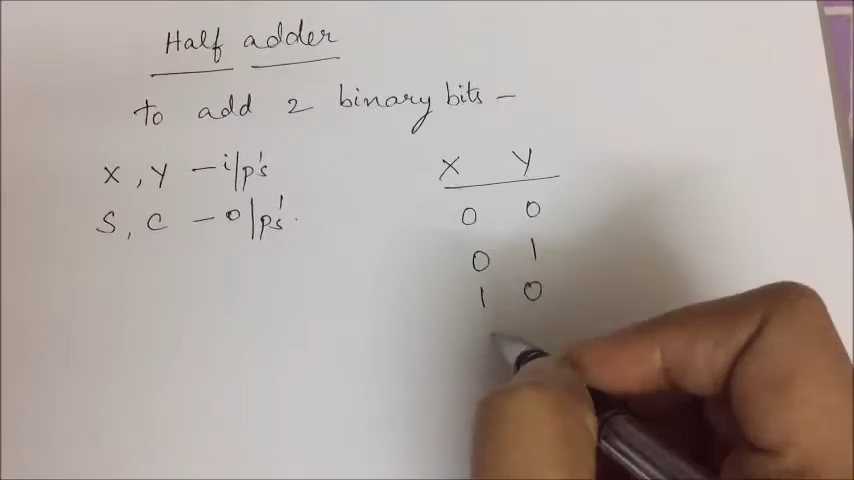 Half adder
to add 2 binary bits -
X, Y - i/p's
S, C - o/p's.
X Y
0 0
0 1
1 0